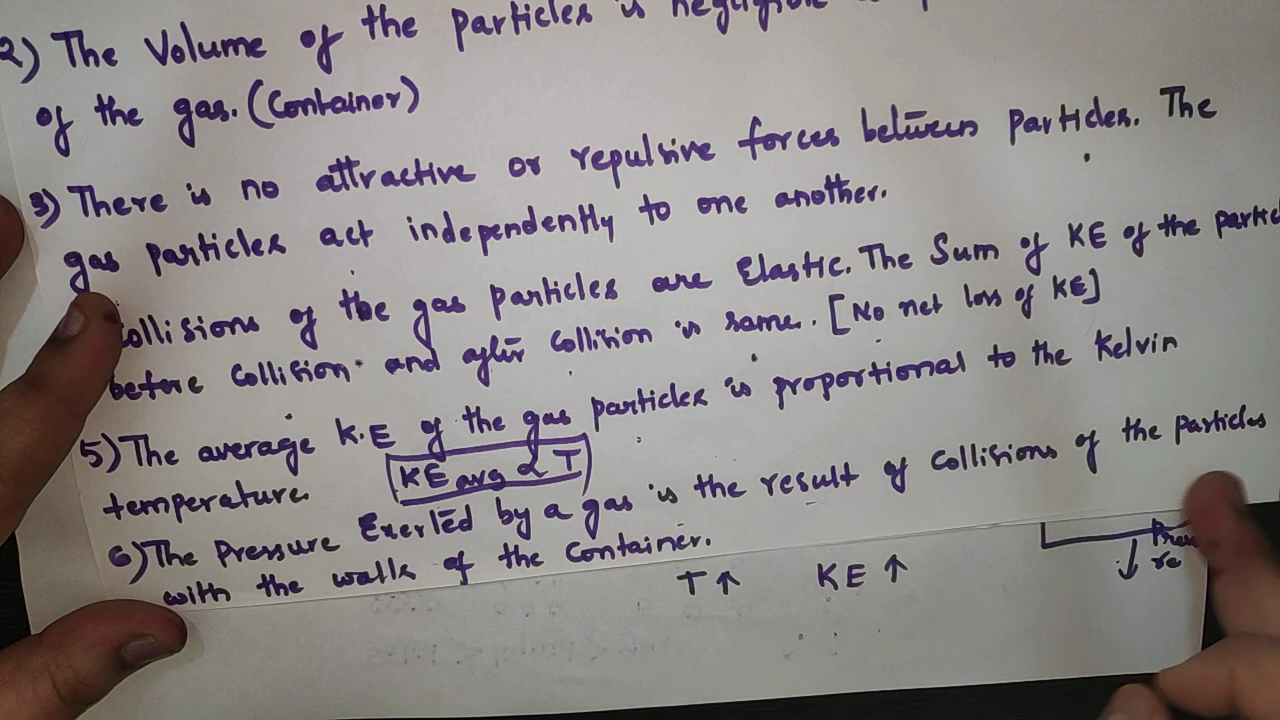 2) The Volume of the particles is negligible
of the gas. (Container)
3) There is no attractive or repulsive forces between particles. The
gas particles act independently to one another.
Collisions of the gas particles are Elastic. The Sum of KE of the
before Collision and after Collision is same. [No net loss of KE]
5) The average K.E of the gas particles is proportional to the Kelvin
temperature.
KE avg α T
6) The Pressure Exerted by a gas is the result of Collisions of the particles
with the walls of the Container.
T↑ KE ↑
↓